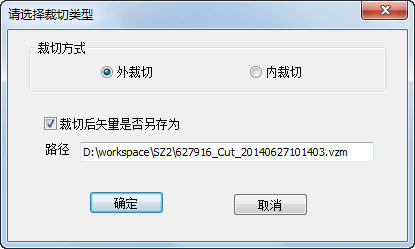 请选择裁切类型
裁切方式
外裁切 内裁切
裁切后矢量是否另存为
路径 D:\workspace\SZ2\627916_Cut_20140627101403.vzm
确定 取消